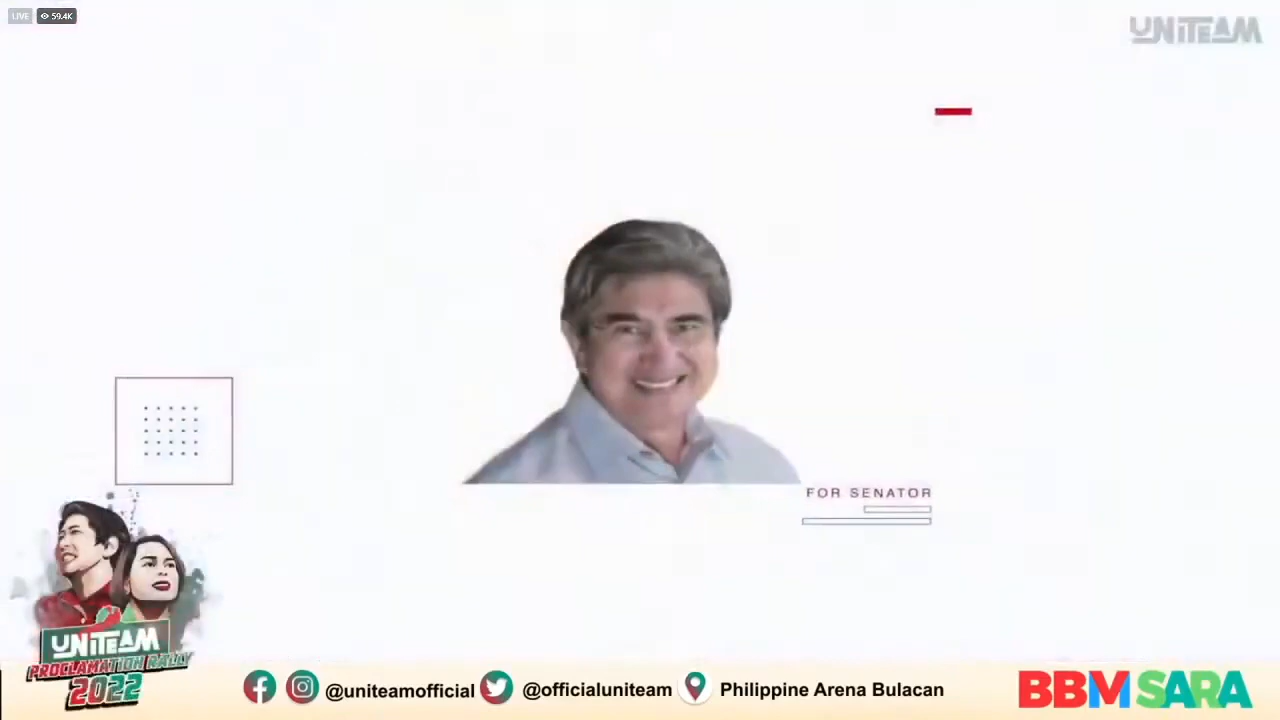 LIVE 59.4K
UNITEAM
FOR SENATOR
UNITEAM
PROCLAMATION RALLY
2022
@uniteamofficial
@officialuniteam
Philippine Arena Bulacan
BBM SARA